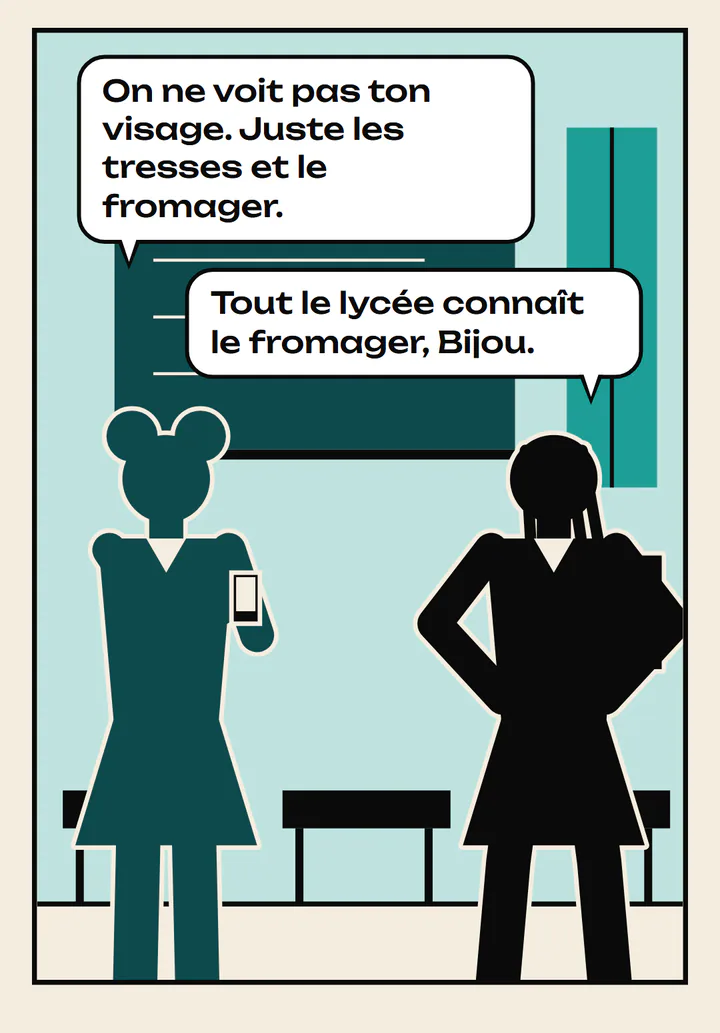 On ne voit pas ton
visage. Juste les
tresses et le
fromager.
Tout le lycée connaît
le fromager, Bijou.